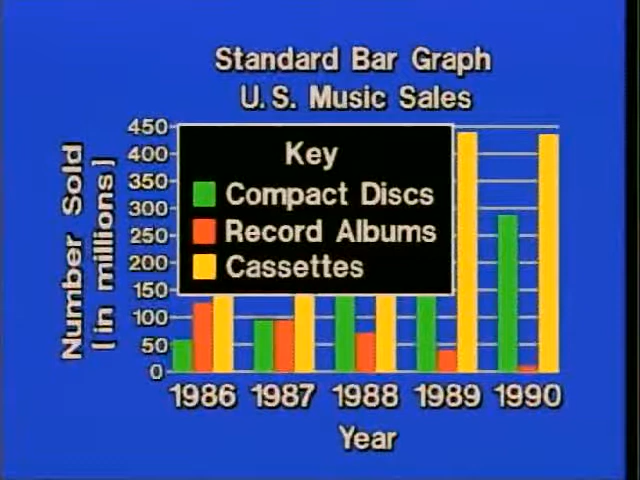 Standard Bar Graph
U.S. Music Sales
Number Sold
(in millions)
450
400
350
300
250
200
150
100
50
0
Key
Compact Discs
Record Albums
Cassettes
1986 1987 1988 1989 1990
Year